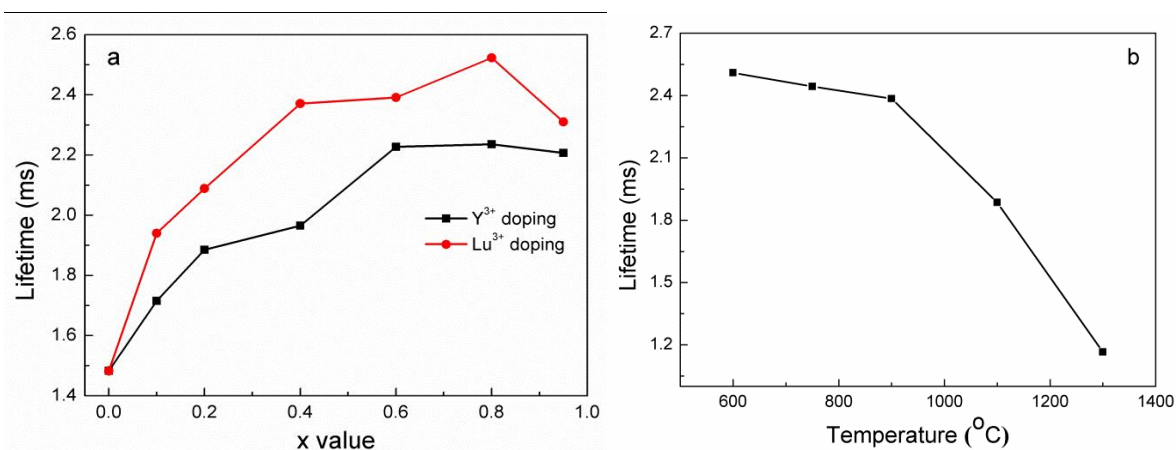 a
2.6
2.4
2.2
2.0
1.8
1.6
1.4
Lifetime (ms)
Y³⁺ doping
Lu³⁺ doping
0.0 0.2 0.4 0.6 0.8 1.0
x value
b
2.7
2.4
2.1
1.8
1.5
1.2
Lifetime (ms)
600 800 1000 1200 1400
Temperature (°C)